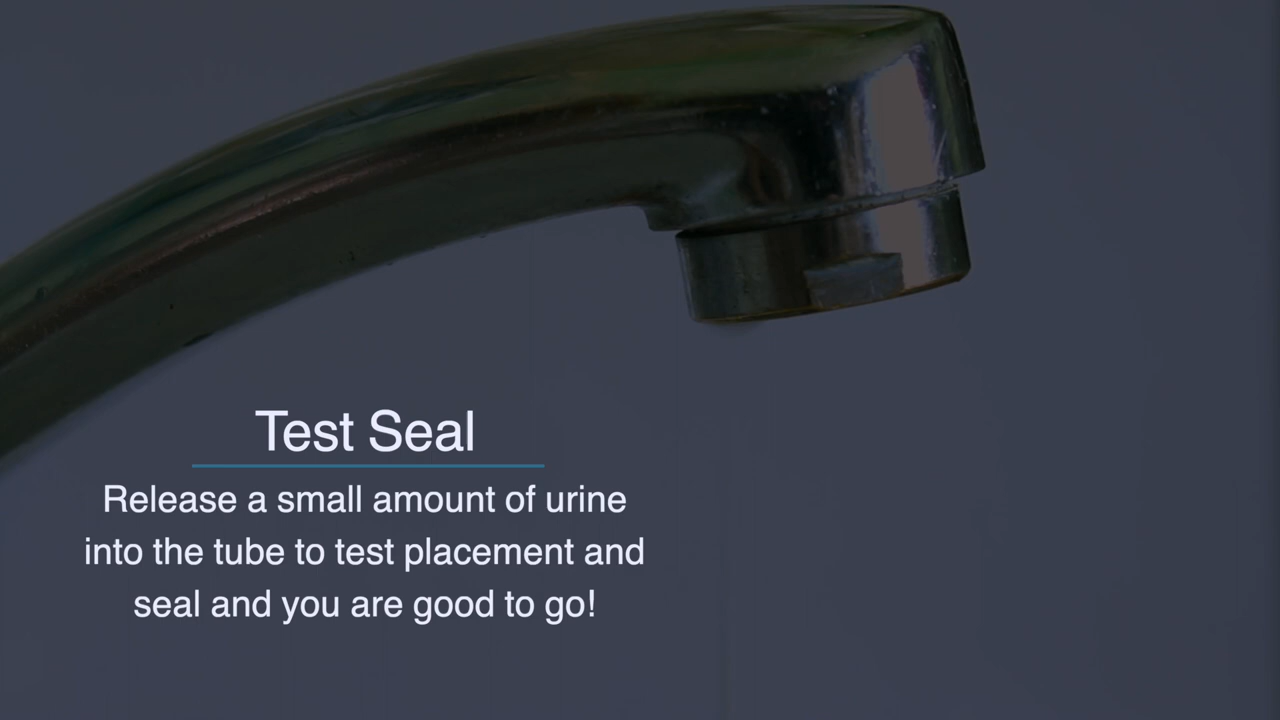 Test Seal
Release a small amount of urine
into the tube to test placement and
seal and you are good to go!